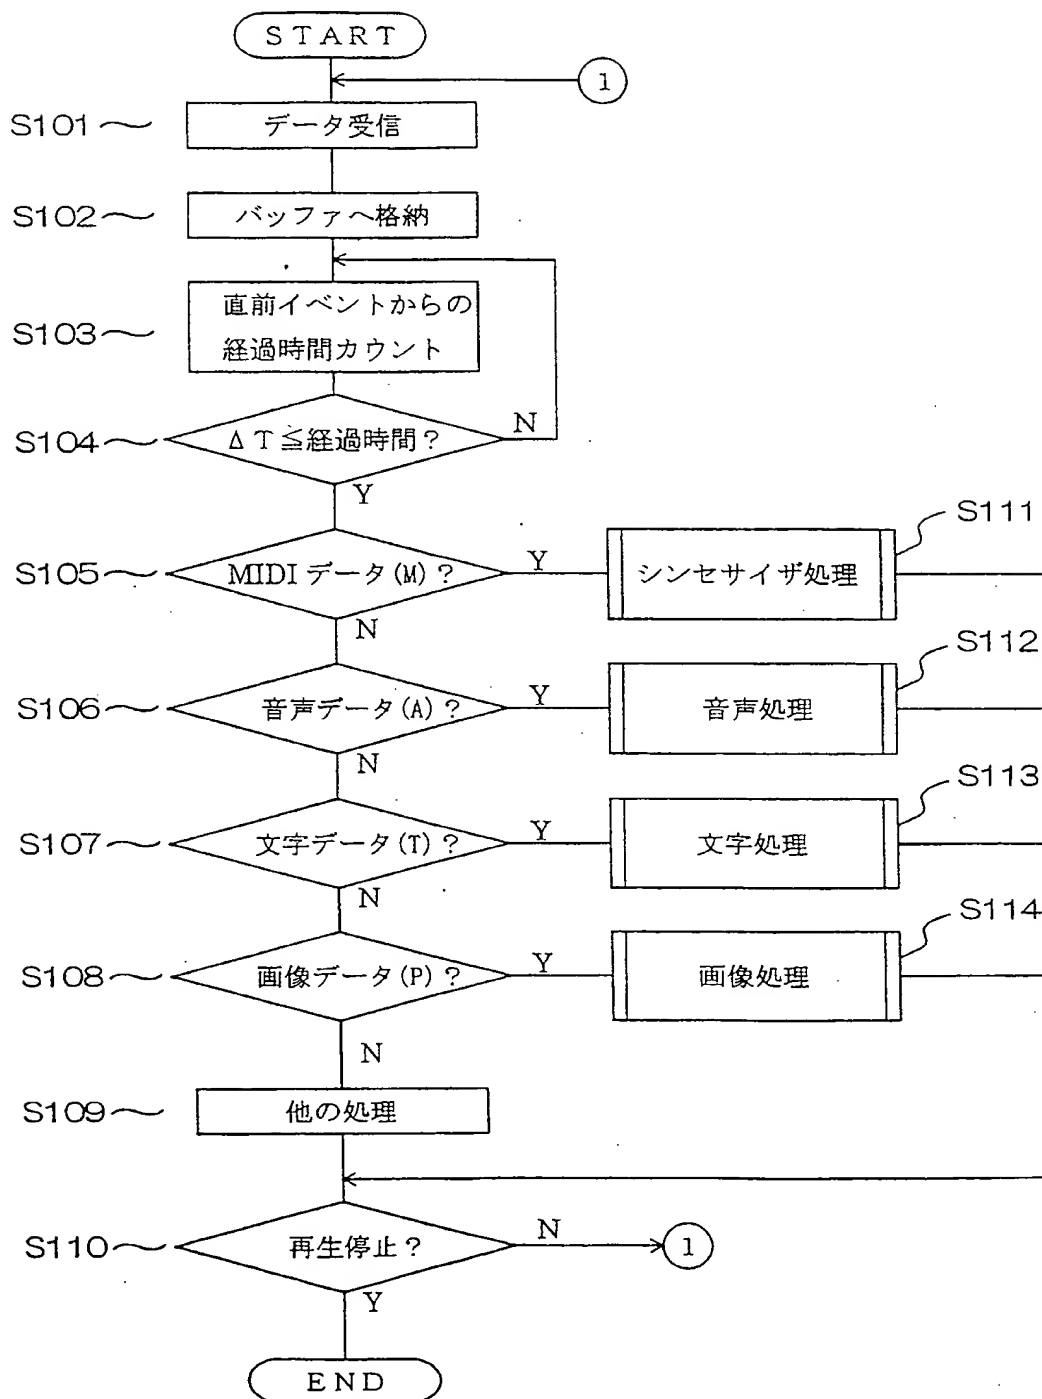 START
1
S101
データ受信
S102
バッファへ格納
S103
直前イベントからの
経過時間カウント
S104
ΔT≦経過時間?
N
Y
S105
MIDIデータ(M)?
Y
シンセサイザ処理
S111
N
S106
音声データ(A)?
Y
音声処理
S112
N
S107
文字データ(T)?
Y
文字処理
S113
N
S108
画像データ(P)?
Y
画像処理
S114
N
S109
他の処理
S110
再生停止?
N
1
Y
END